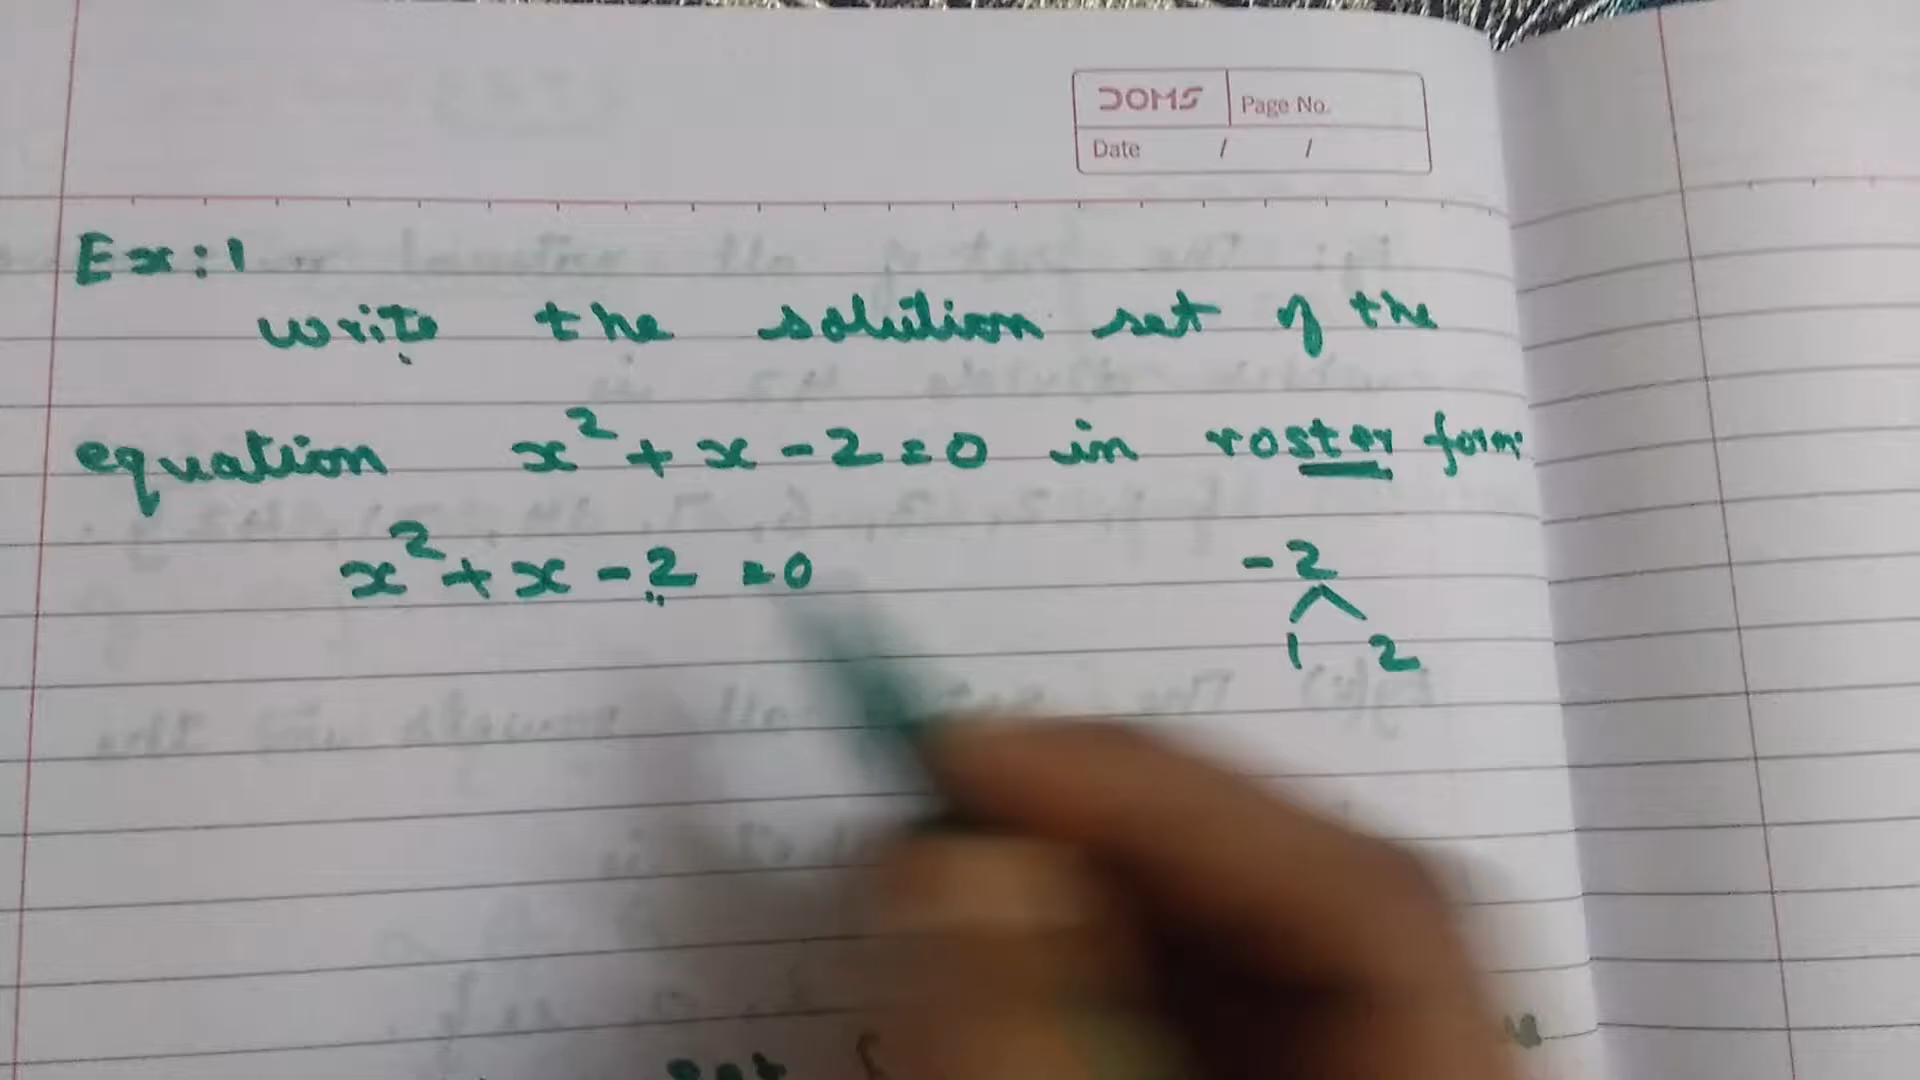 DOMS Page No.
Date / /
Ex:1
write the solution set of the
equation x² + x - 2 = 0 in roster form.
x² + x - 2 = 0 -2
1 2
set {